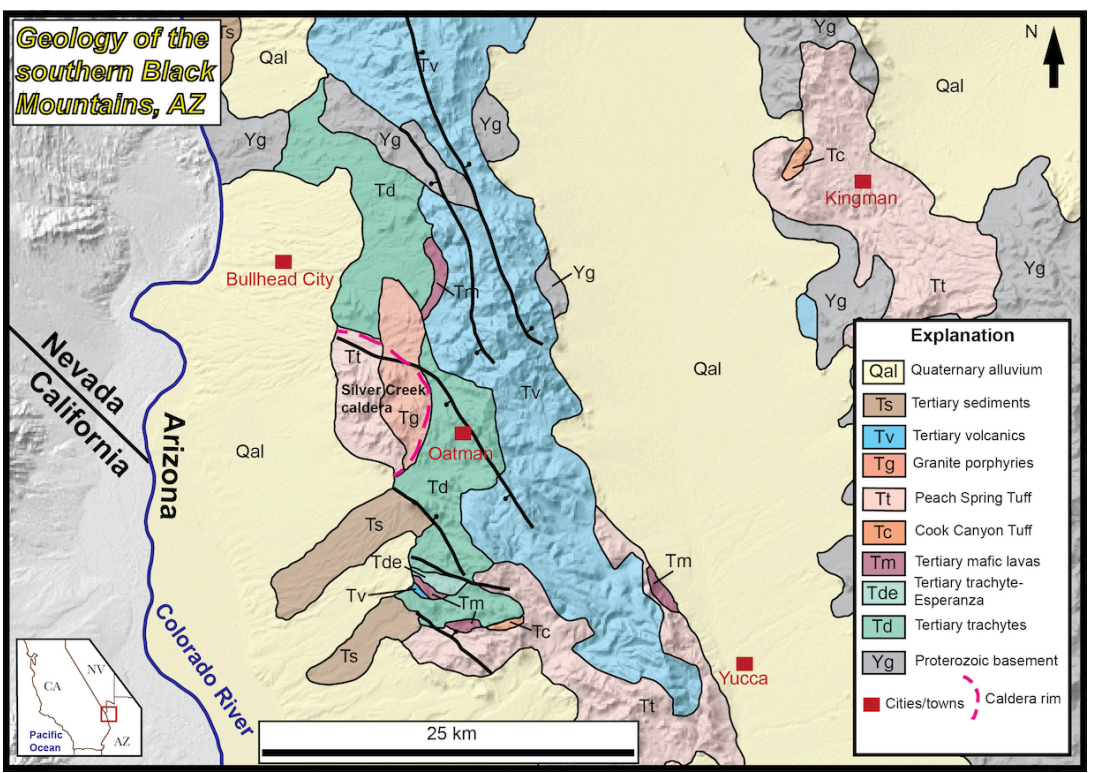 Geology of the
southern Black
Mountains, AZ
Ts
Qal
Tv
Yg
N
Qal
Yg
Yg
Yg
Tc
Kingman
Td
Bullhead City
Tm
Yg
Yg
Tt
Yg
Nevada
California
Arizona
Tt
Silver Creek
caldera
Tg
Qal
Tv
Qal
Oatman
Td
Ts
Tde
Tv
Tm
Tc
Tm
Ts
Yucca
Tt
Colorado River
25 km
CA
NV
AZ
Pacific
Ocean
Explanation
Qal Quaternary alluvium
Ts Tertiary sediments
Tv Tertiary volcanics
Tg Granite porphyries
Tt Peach Spring Tuff
Tc Cook Canyon Tuff
Tm Tertiary mafic lavas
Tde Tertiary trachyte-
Esperanza
Td Tertiary trachytes
Yg Proterozoic basement
Cities/towns Caldera rim